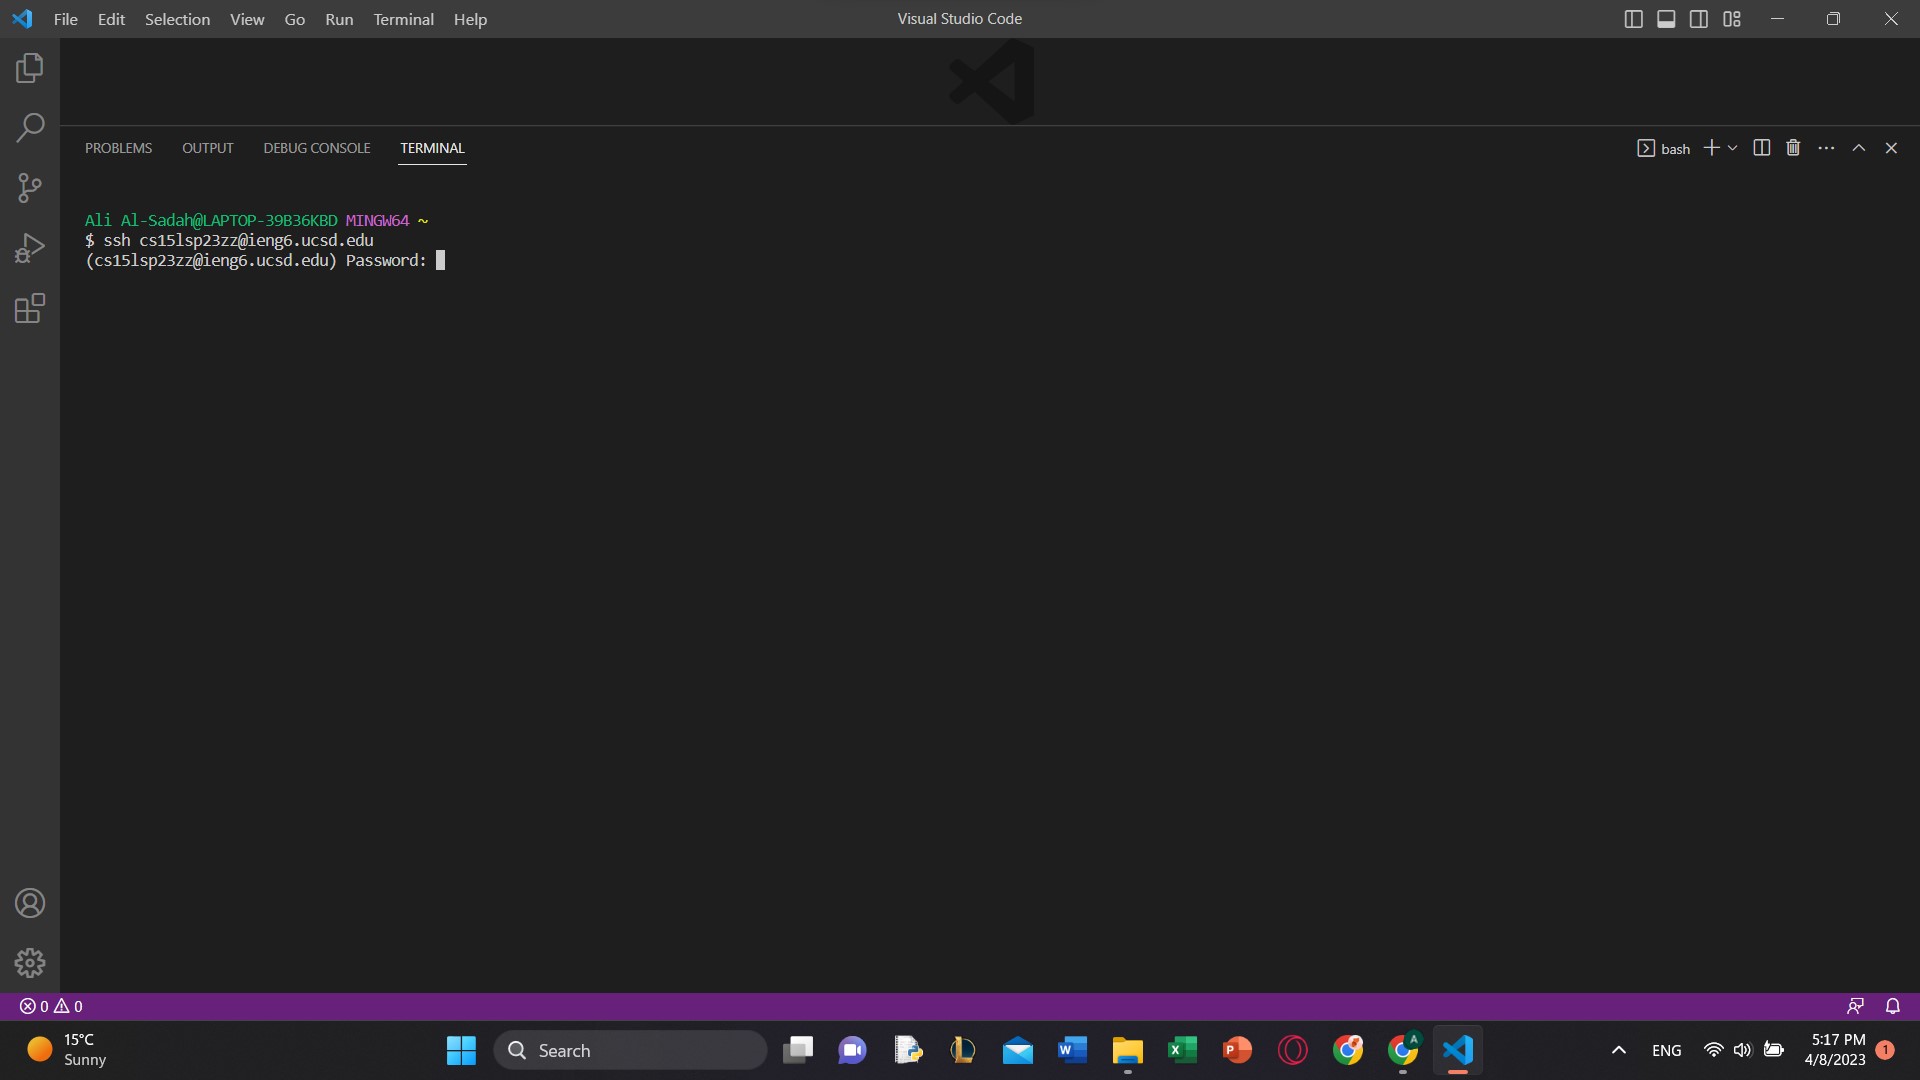 File Edit Selection View Go Run Terminal Help
Visual Studio Code
PROBLEMS OUTPUT DEBUG CONSOLE TERMINAL
bash
Ali Al-Sadah@LAPTOP-39B36KBD MINGW64 ~
$ ssh cs15lsp23zz@ieng6.ucsd.edu
(cs15lsp23zz@ieng6.ucsd.edu) Password:
0 0
15°C
Sunny
Search
ENG
5:17 PM
4/8/2023
1